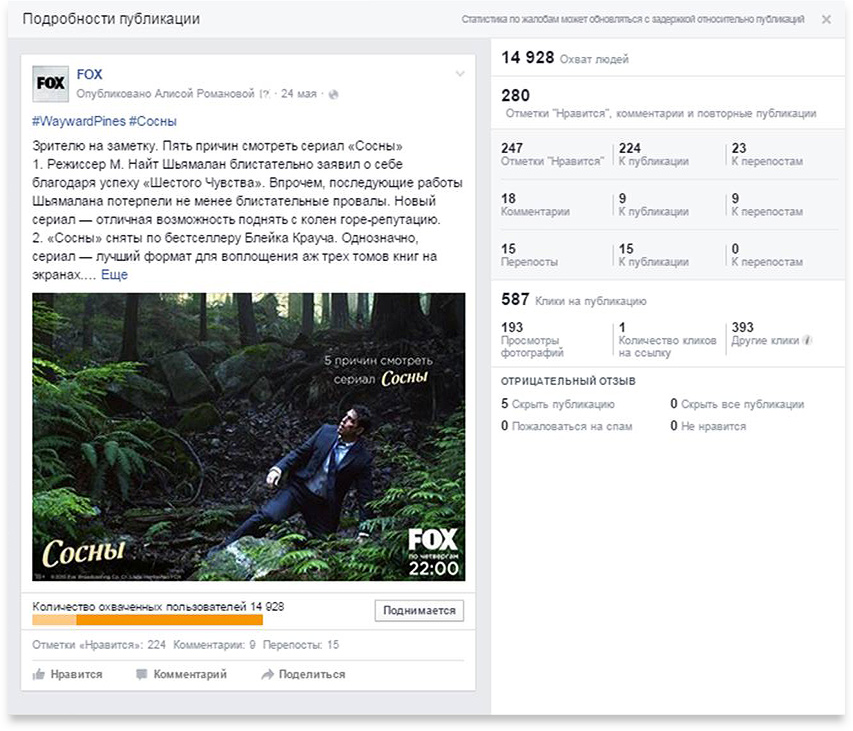 Подробности публикации
Статистика по жалобам может обновляться с задержкой относительно публикаций
FOX
FOX
Опубликовано Алисой Романовой [?] · 24 мая ·
#WaywardPines #Сосны
Зрителю на заметку. Пять причин смотреть сериал «Сосны»
1. Режиссер М. Найт Шьямалан блистательно заявил о себе
благодаря успеху «Шестого Чувства». Впрочем, последующие работы
Шьямалана потерпели не менее блистательные провалы. Новый
сериал — отличная возможность поднять с колен горе-репутацию.
2. «Сосны» сняты по бестселлеру Блейка Крауча. Однозначно,
сериал — лучший формат для воплощения аж трех томов книг на
экранах.... Еще
5 причин смотреть
сериал Сосны
Сосны
FOX
по четвергам
22:00
Количество охваченных пользователей 14 928
Поднимается
Отметки «Нравится»: 224 Комментарии: 9 Перепосты: 15
Нравится Комментарий Поделиться
14 928 Охват людей
280
Отметки "Нравится", комментарии и повторные публикации
247 224 23
Отметки "Нравится" К публикации К перепостам
18 9 9
Комментарии К публикации К перепостам
15 15 0
Перепосты К публикации К перепостам
587 Клики на публикацию
193 1 393
Просмотры Количество кликов Другие клики i
фотографий на ссылку
ОТРИЦАТЕЛЬНЫЙ ОТЗЫВ
5 Скрыть публикацию 0 Скрыть все публикации
0 Пожаловаться на спам 0 Не нравится